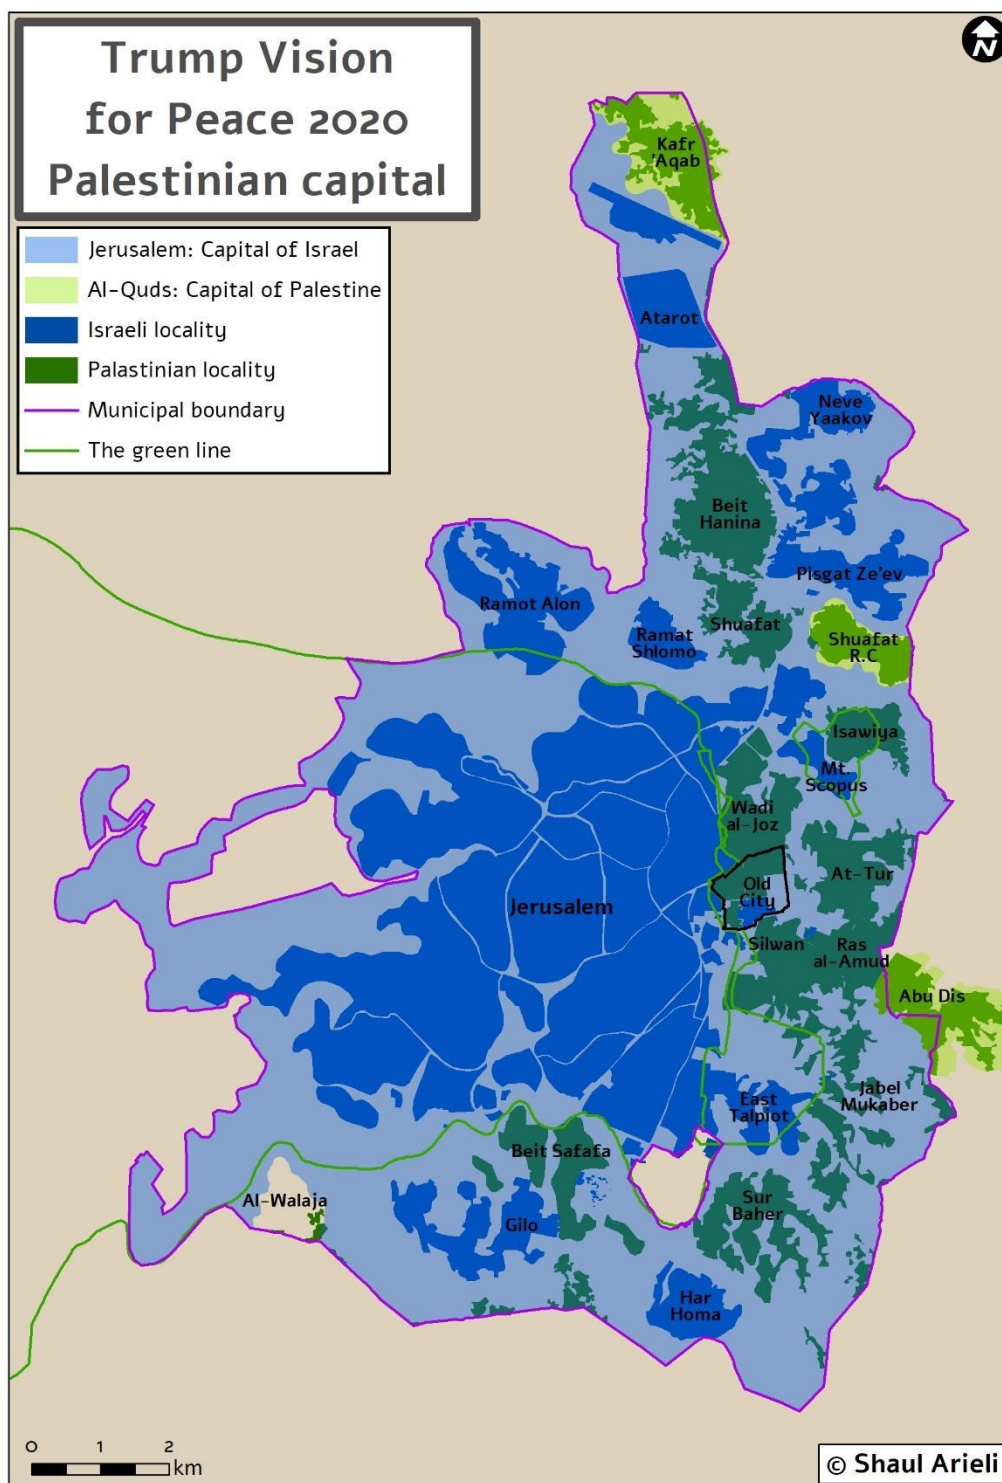 Trump Vision
for Peace 2020
Palestinian capital
N
Jerusalem: Capital of Israel
Al-Quds: Capital of Palestine
Israeli locality
Palastinian locality
Municipal boundary
The green line
Kafr
'Aqab
Atarot
Neve
Yaakov
Beit
Hanina
Pisgat Ze'ev
Ramot Alon
Ramat
Shlomo
Shuafat
Shuafat
R.C
Isawiya
Mt.
Scopus
Wadi
al-Joz
Old
City
At-Tur
Jerusalem
Silwan
Ras
al-Amud
Abu Dis
East
Talpiot
Jabel
Mukaber
Beit Safafa
Al-Walaja
Gilo
Sur
Baher
Har
Homa
0 1 2
km
© Shaul Arieli